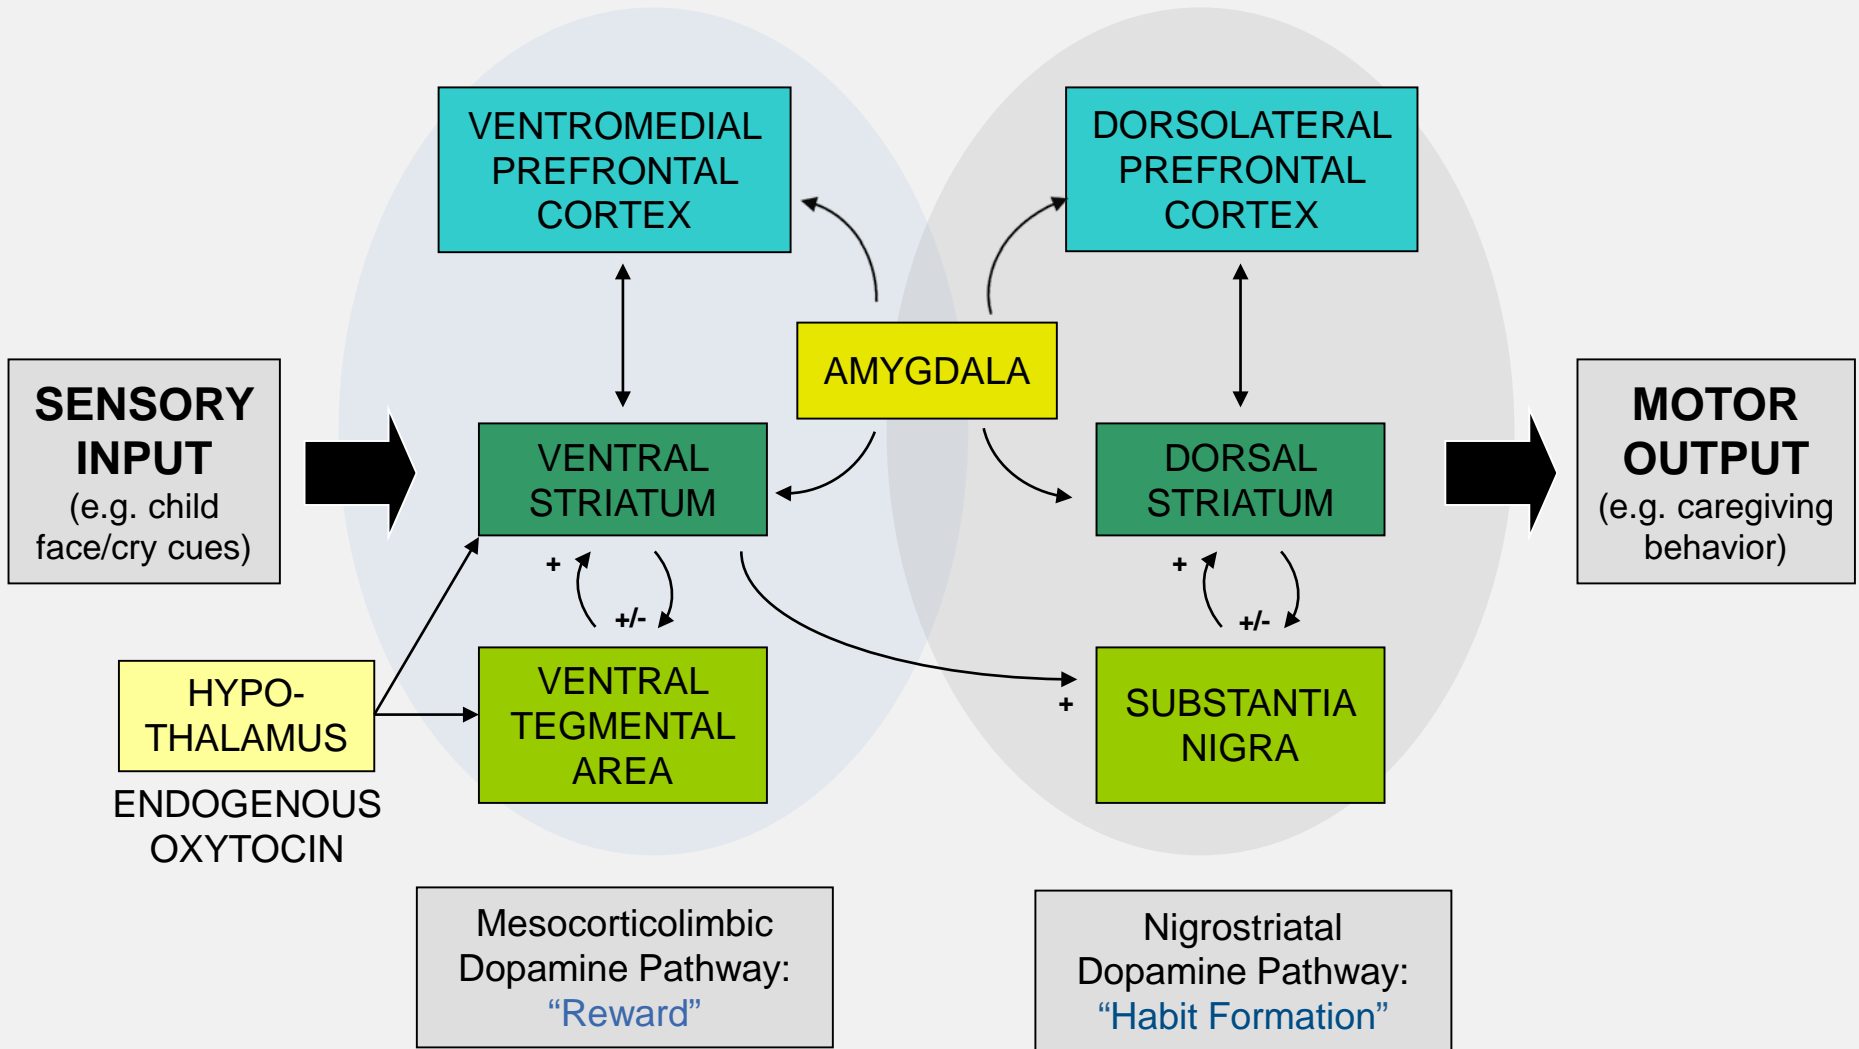 VENTROMEDIAL
PREFRONTAL
CORTEX
DORSOLATERAL
PREFRONTAL
CORTEX
AMYGDALA
SENSORY
INPUT
(e.g. child
face/cry cues)
VENTRAL
STRIATUM
DORSAL
STRIATUM
MOTOR
OUTPUT
(e.g. caregiving
behavior)
+
+/-
+
+/-
HYPO-
THALAMUS
ENDOGENOUS
OXYTOCIN
VENTRAL
TEGMENTAL
AREA
+
SUBSTANTIA
NIGRA
Mesocorticolimbic
Dopamine Pathway:
“Reward”
Nigrostriatal
Dopamine Pathway:
“Habit Formation”